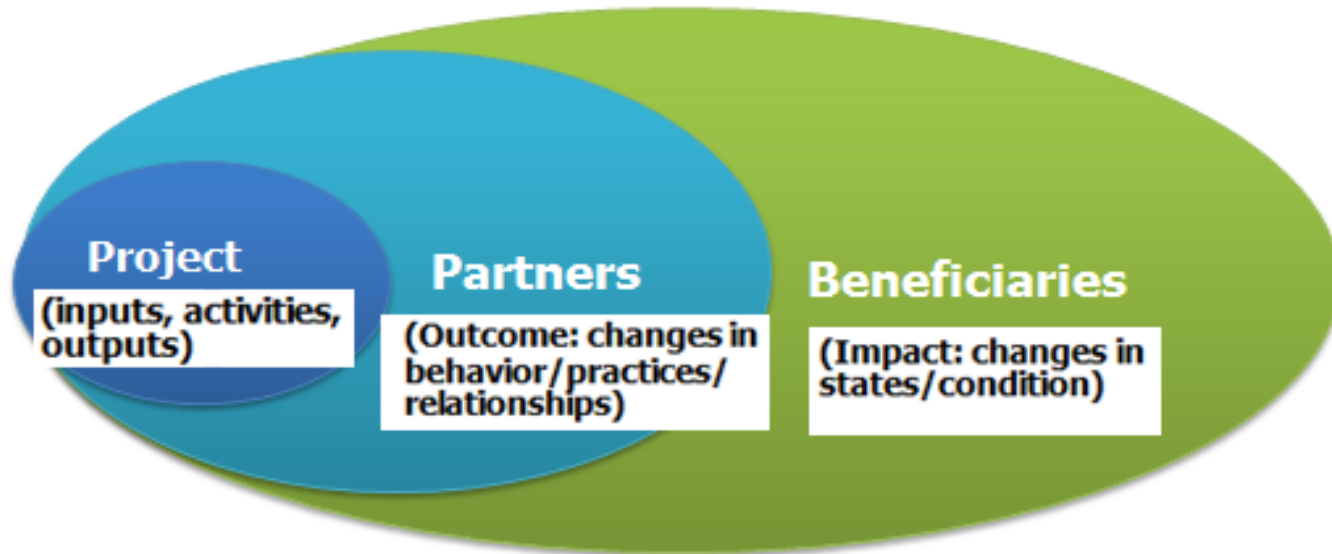 Project
(inputs, activities,
outputs)
Partners
(Outcome: changes in
behavior/practices/
relationships)
Beneficiaries
(Impact: changes in
states/condition)